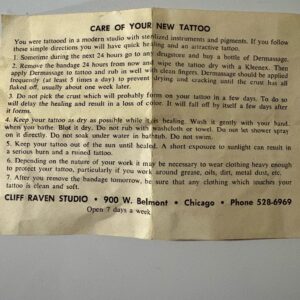 CARE OF YOUR NEW TATTOO
You were tattooed in a modern studio with sterilized instruments and pigments. If you follow
these simple directions you will have quick healing and an attractive tattoo.
1. Sometime during the next 24 hours go to any drugstore and buy a bottle of Dermassage.
2. Remove the bandage 24 hours from now and wipe the tattoo dry with a Kleenex. Then
apply Dermassage to tattoo and rub in well with clean fingers. Dermassage should be applied
frequently (at least 5 times a day) to prevent drying and cracking until the crust has all
flaked off, usually about one week later.
3. Do not pick the crust which will probably form on your tattoo in a few days. To do so
will delay the healing and result in a loss of color. It will fall off by itself a few days after
it forms.
4. Keep your tattoo as dry as possible while it is healing. Wash it gently with your hand
when you bathe. Blot it dry. Do not rub with washcloth or towel. Do not let shower spray
on it directly. Do not soak under water in bathtub. Do not swim.
5. Keep your tattoo out of the sun until healed. A short exposure to sunlight can result in
a serious burn and a ruined tattoo.
6. Depending on the nature of your work it may be necessary to wear clothing heavy enough
to protect your tattoo, particularly if you work around grease, oils, dirt, metal dust, etc.
7. After you remove the bandage tomorrow, be sure that any clothing which touches your
tattoo is clean and soft.
CLIFF RAVEN STUDIO • 900 W. Belmont • Chicago • Phone 528-6969
Open 7 days a week